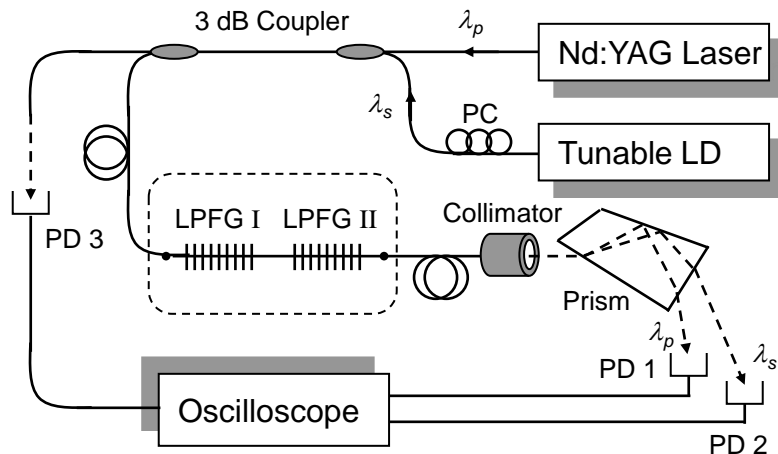 3 dB Coupler
λp
Nd:YAG Laser
λs
PC
Tunable LD
PD 3
LPFG I
LPFG II
Collimator
Prism
λp
λs
PD 1
Oscilloscope
PD 2